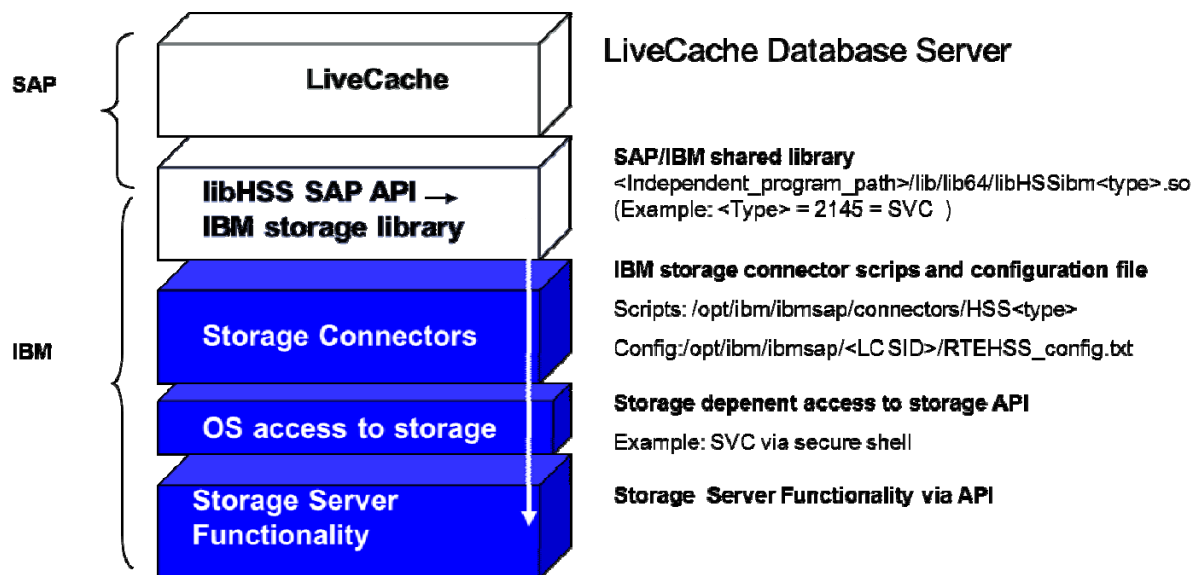 LiveCache Database Server
SAP
LiveCache
SAP/IBM shared library
<Independent_program_path>/lib/lib64/libHSSibm<type>.so
(Example: <Type> = 2145 = SVC )
libHSS SAP API →
IBM storage library
IBM storage connector scrips and configuration file
Scripts: /opt/ibm/ibmsap/connectors/HSS<type>
Config:/opt/ibm/ibmsap/<LC SID>/RTEHSS_config.txt
Storage Connectors
IBM
Storage depenent access to storage API
Example: SVC via secure shell
OS access to storage
Storage Server Functionality via API
Storage Server
Functionality